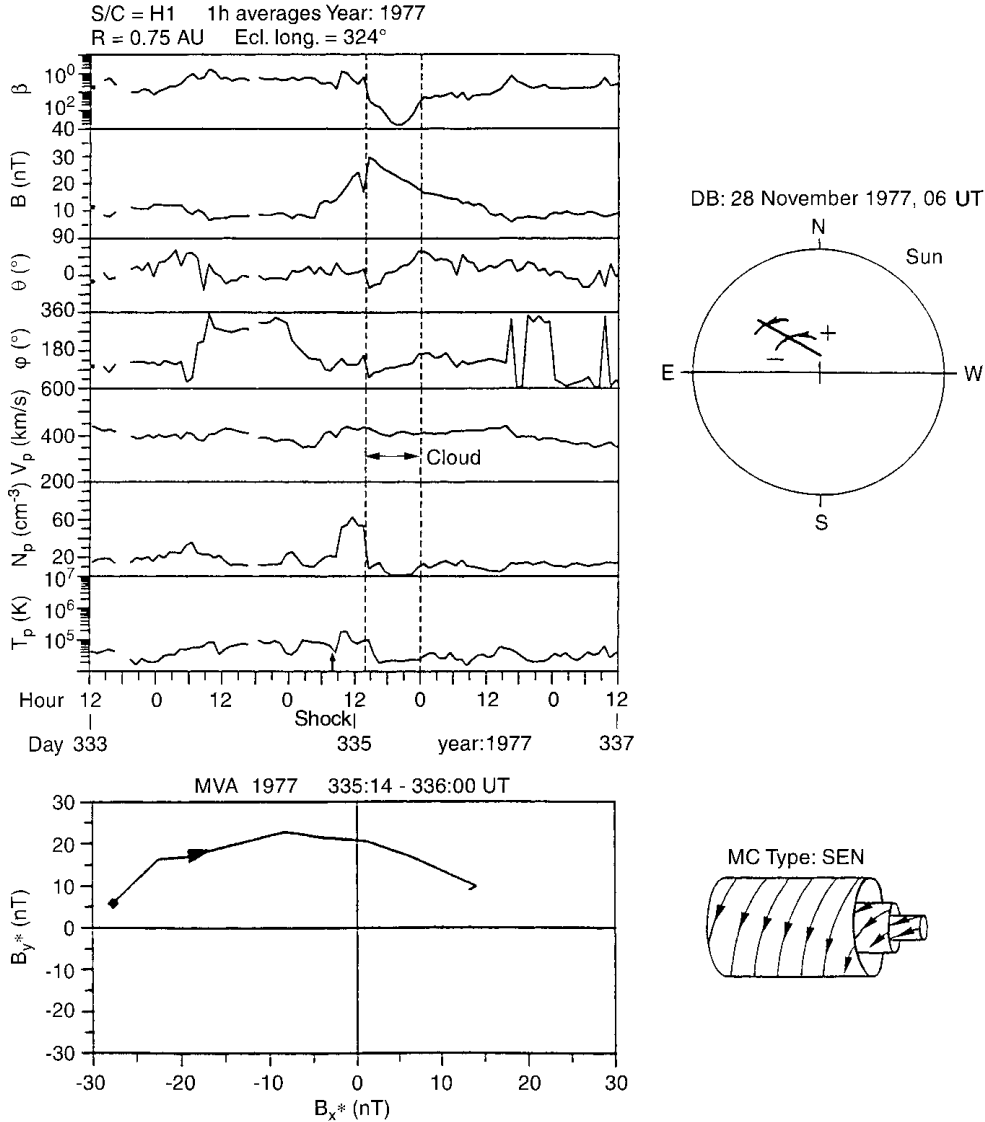 S/C = H1 1h averages Year: 1977
R = 0.75 AU Ecl. long. = 324°
β
10⁰
10²
40
B (nT)
30
20
10
90
θ (°)
0
360
φ (°)
180
600
Vp (km/s)
400
Cloud
200
Np (cm⁻³)
60
20
10⁷
Tp (K)
10⁶
10⁵
Hour 12 0 12 0 12 0 12 0 12
Shock
Day 333 335 year:1977 337
DB: 28 November 1977, 06 UT
N
Sun
E + − W
S
MVA 1977 335:14 - 336:00 UT
30
20
10
0
-10
-20
-30
By* (nT)
-30 -20 -10 0 10 20 30
Bx* (nT)
MC Type: SEN